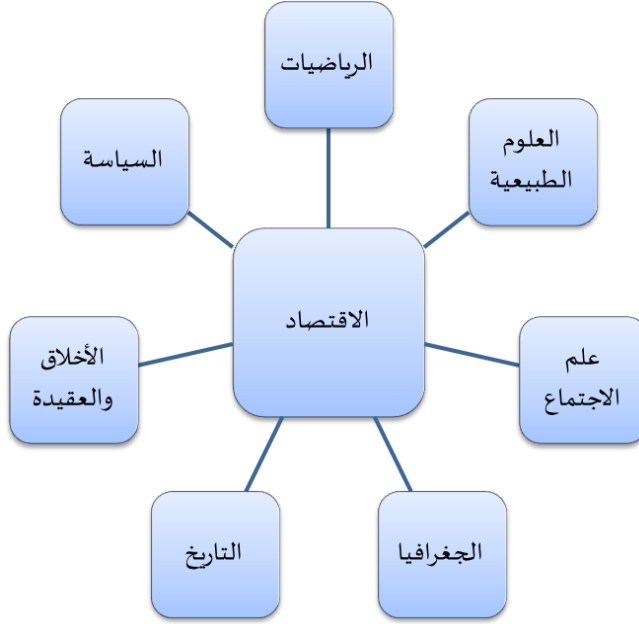 الرياضيات
العلوم
الطبيعية
السياسة
الاقتصاد
علم
الاجتماع
الأخلاق
والعقيدة
الجغرافيا
التاريخ